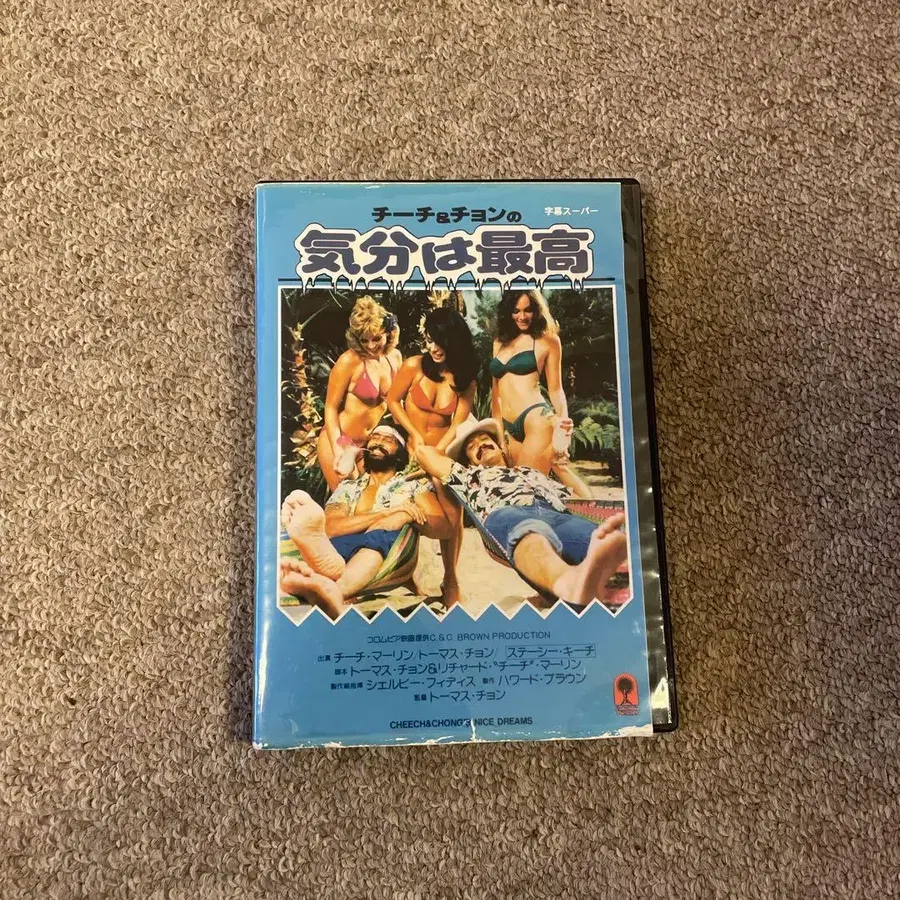 チーチ&チョンの
字幕スーパー
気分は最高
コロムビア映画提供C.&C. BROWN PRODUCTION
出演 チーチ・マーリン/トーマス・チョン/ステーシー・キーチ
脚本 トーマス・チョン&リチャード・"チーチ"・マーリン
製作総指揮 シェルビー・フィディス 製作 ハワード・ブラウン
監督 トーマス・チョン
CHEECH&CHONG'S NICE DREAMS